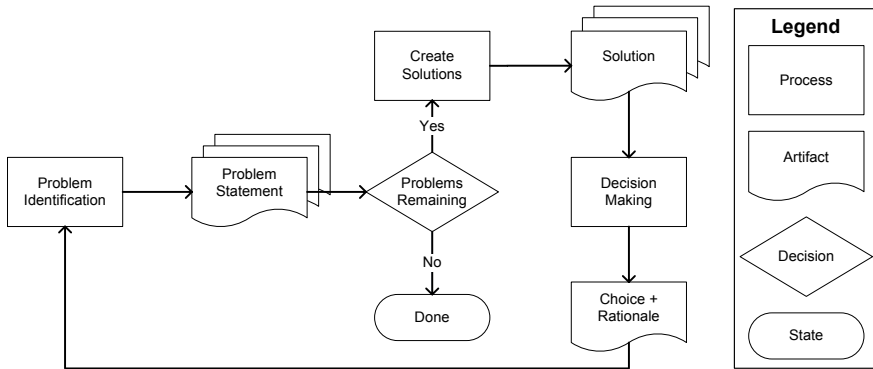 Create
Solutions
Solution
Yes
Problem
Identification
Problem
Statement
Problems
Remaining
Decision
Making
No
Done
Choice +
Rationale
Legend
Process
Artifact
Decision
State